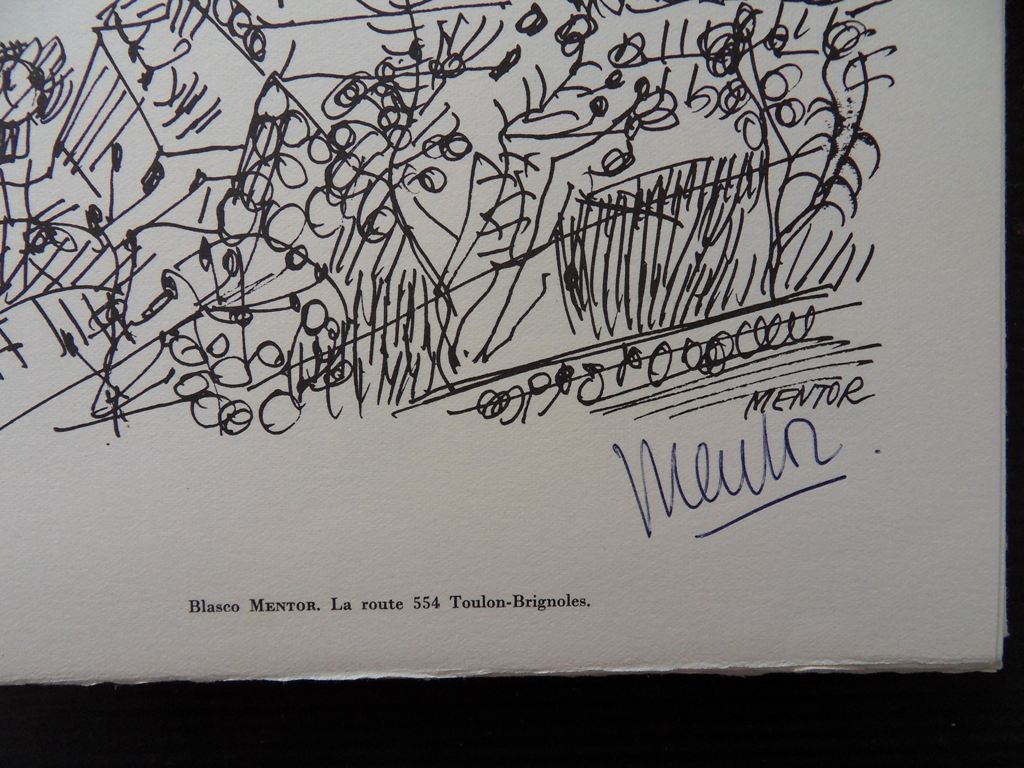 MENTOR
Mentor.
Blasco MENTOR. La route 554 Toulon-Brignoles.